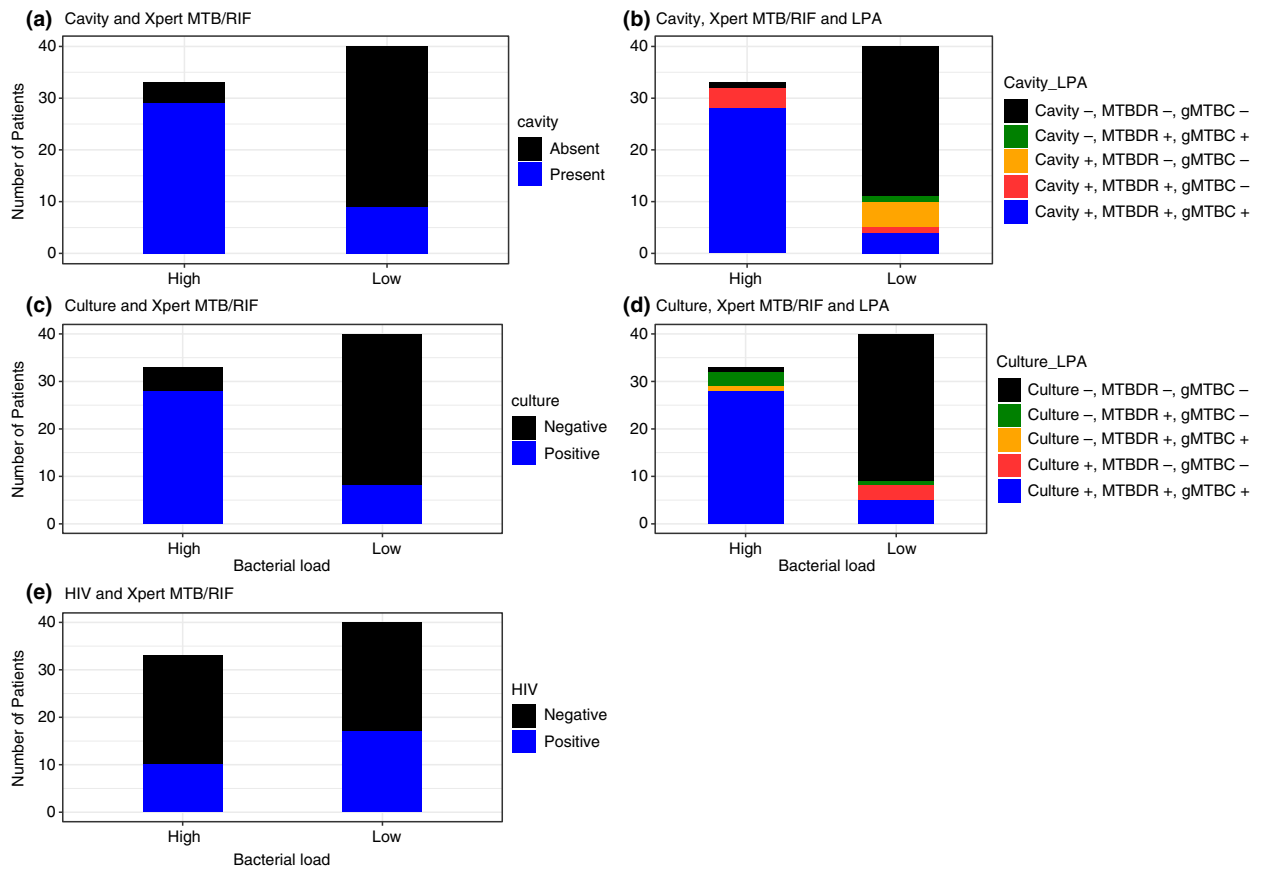 (a) Cavity and Xpert MTB/RIF
Number of Patients
40
30
20
10
0
High Low
cavity
Absent
Present
(b) Cavity, Xpert MTB/RIF and LPA
40
30
20
10
0
High Low
Cavity_LPA
Cavity –, MTBDR –, gMTBC –
Cavity –, MTBDR +, gMTBC +
Cavity +, MTBDR –, gMTBC –
Cavity +, MTBDR +, gMTBC –
Cavity +, MTBDR +, gMTBC +
(c) Culture and Xpert MTB/RIF
Number of Patients
40
30
20
10
0
High Low
Bacterial load
culture
Negative
Positive
(d) Culture, Xpert MTB/RIF and LPA
40
30
20
10
0
High Low
Bacterial load
Culture_LPA
Culture –, MTBDR –, gMTBC –
Culture –, MTBDR +, gMTBC –
Culture –, MTBDR +, gMTBC +
Culture +, MTBDR –, gMTBC –
Culture +, MTBDR +, gMTBC +
(e) HIV and Xpert MTB/RIF
Number of Patients
40
30
20
10
0
High Low
Bacterial load
HIV
Negative
Positive